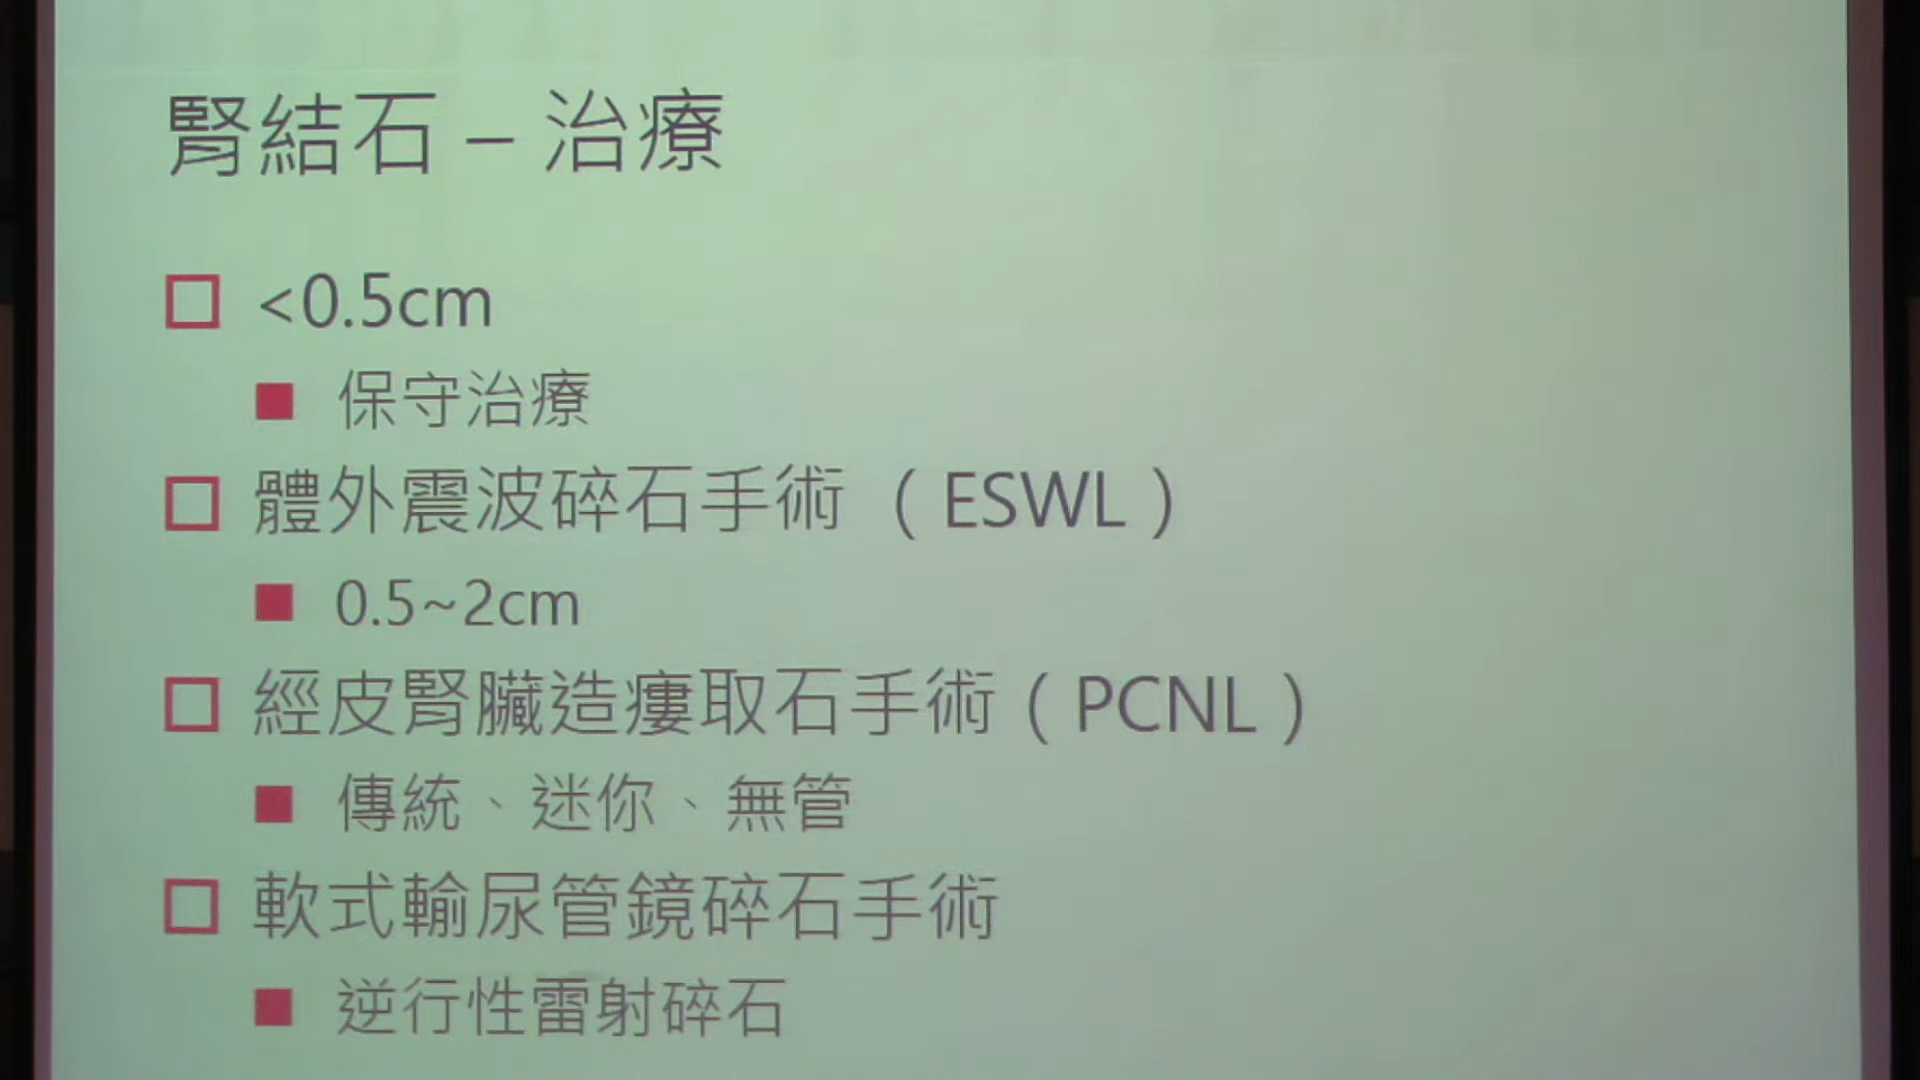 腎結石 – 治療
<0.5cm
保守治療
體外震波碎石手術 （ESWL）
0.5~2cm
經皮腎臟造瘻取石手術（PCNL）
傳統、迷你、無管
軟式輸尿管鏡碎石手術
逆行性雷射碎石